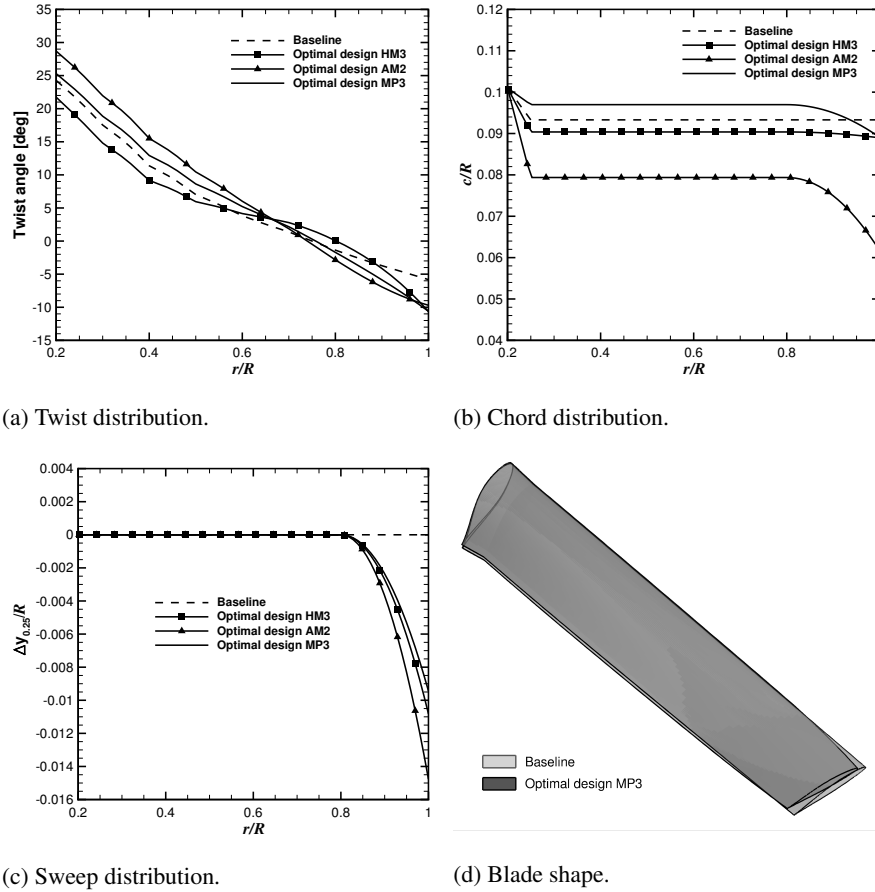 35
30
25
20
15
10
5
0
-5
-10
-15
0.2
0.4
0.6
0.8
1
r/R
Twist angle [deg]
Baseline
Optimal design HM3
Optimal design AM2
Optimal design MP3
(a) Twist distribution.
0.12
0.11
0.1
0.09
0.08
0.07
0.06
0.05
0.04
0.2
0.4
0.6
0.8
r/R
c/R
Baseline
Optimal design HM3
Optimal design AM2
Optimal design MP3
(b) Chord distribution.
0.004
0.002
0
-0.002
-0.004
-0.006
-0.008
-0.01
-0.012
-0.014
-0.016
0.2
0.4
0.6
0.8
1
r/R
Δy0.25/R
Baseline
Optimal design HM3
Optimal design AM2
Optimal design MP3
(c) Sweep distribution.
Baseline
Optimal design MP3
(d) Blade shape.